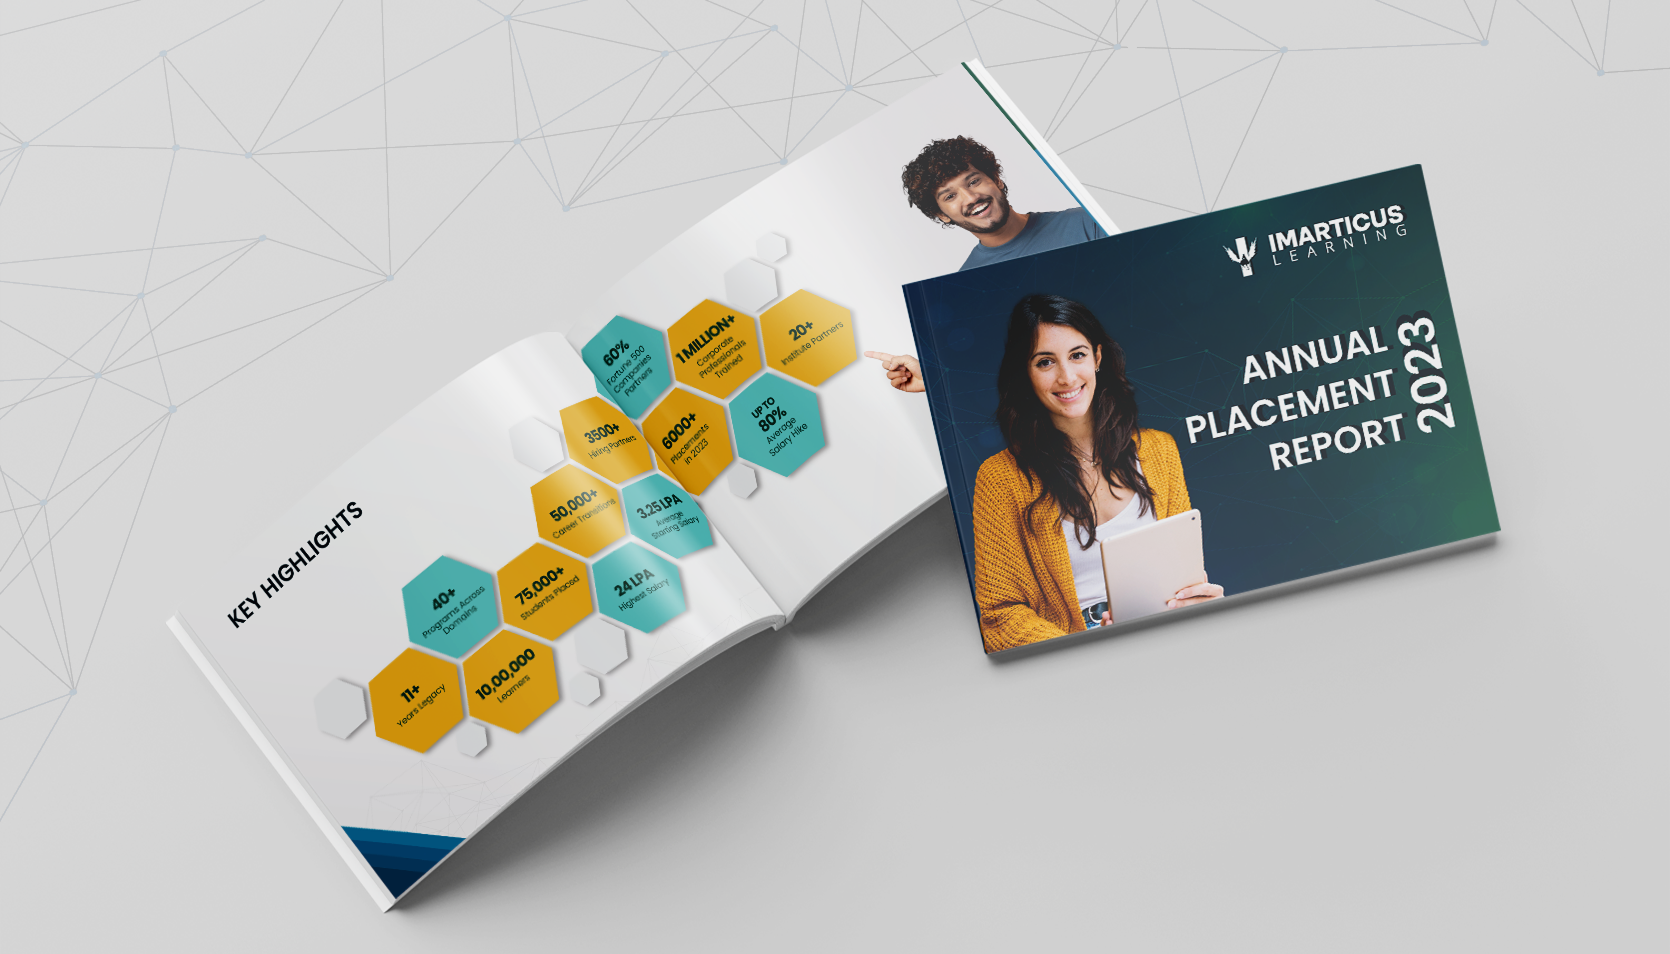 KEY HIGHLIGHTS
11+
Years Legacy
10,00,000
Learners
40+
Programs Across
Domains
75,000+
Students Placed
24 LPA
Highest Salary
50,000+
Career Transitions
3.25 LPA
Average
Starting Salary
3500+
Hiring Partners
6000+
Placements
in 2023
60%
Fortune 500
Companies
Partners
1 MILLION+
Corporate
Professionals
Trained
UP TO
80%
Average
Salary Hike
20+
Institute Partners
IMARTICUS
LEARNING
ANNUAL
PLACEMENT
REPORT
2023